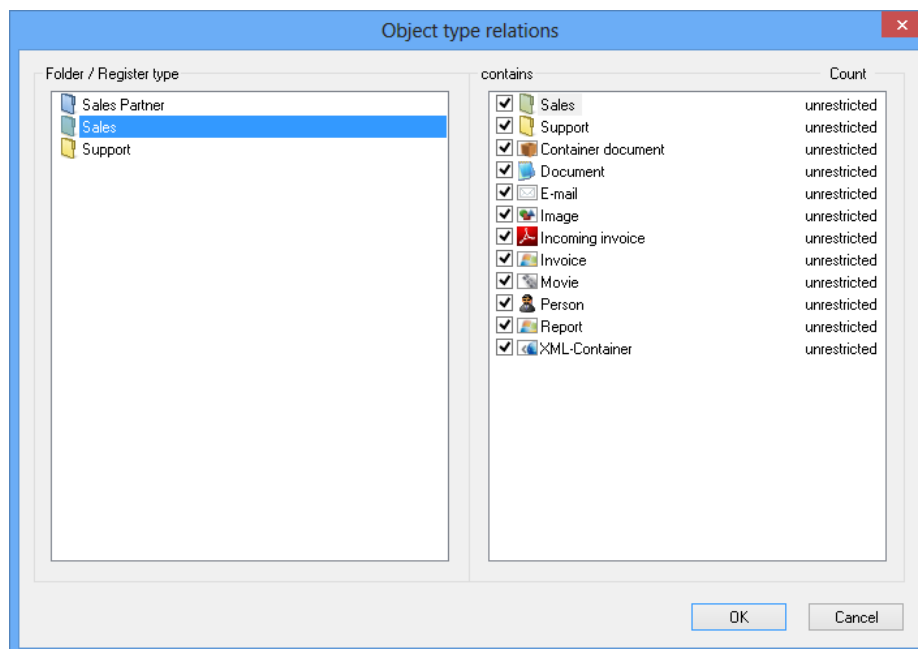 Object type relations
Folder / Register type
Sales Partner
Sales
Support
contains Count
Sales unrestricted
Support unrestricted
Container document unrestricted
Document unrestricted
E-mail unrestricted
Image unrestricted
Incoming invoice unrestricted
Invoice unrestricted
Movie unrestricted
Person unrestricted
Report unrestricted
XML-Container unrestricted
OK Cancel